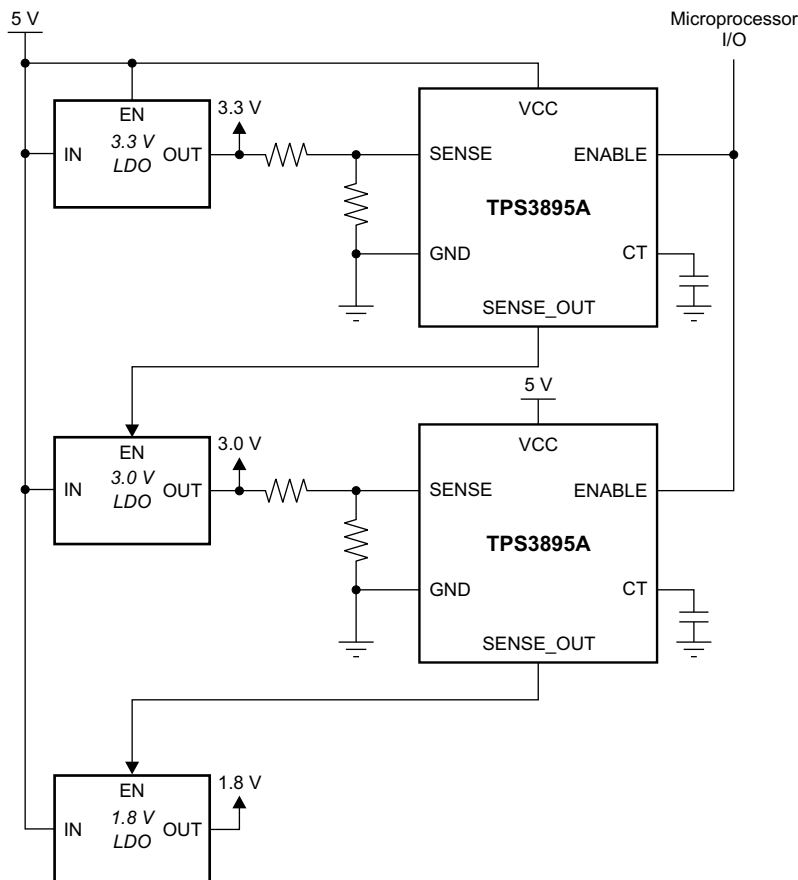 5 V
Microprocessor
I/O
EN
3.3 V
LDO
IN
OUT
3.3 V
VCC
SENSE
ENABLE
TPS3895A
GND
CT
SENSE_OUT
5 V
EN
3.0 V
LDO
IN
OUT
3.0 V
VCC
SENSE
ENABLE
TPS3895A
GND
CT
SENSE_OUT
EN
1.8 V
LDO
IN
OUT
1.8 V